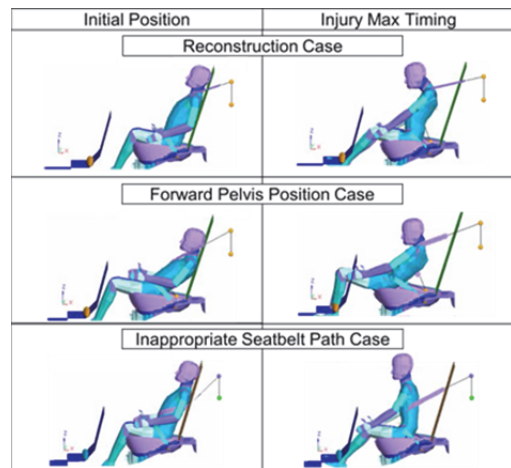 Initial Position
Injury Max Timing
Reconstruction Case
Forward Pelvis Position Case
Inappropriate Seatbelt Path Case